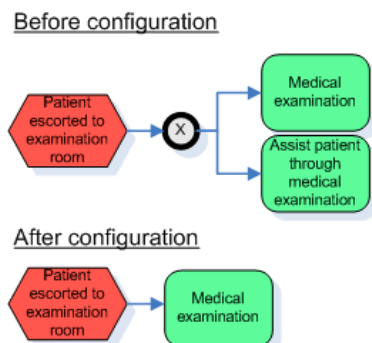 Before configuration
Patient
escorted to
examination
room
X
Medical
examination
Assist patient
through
medical
examination
After configuration
Patient
escorted to
examination
room
Medical
examination